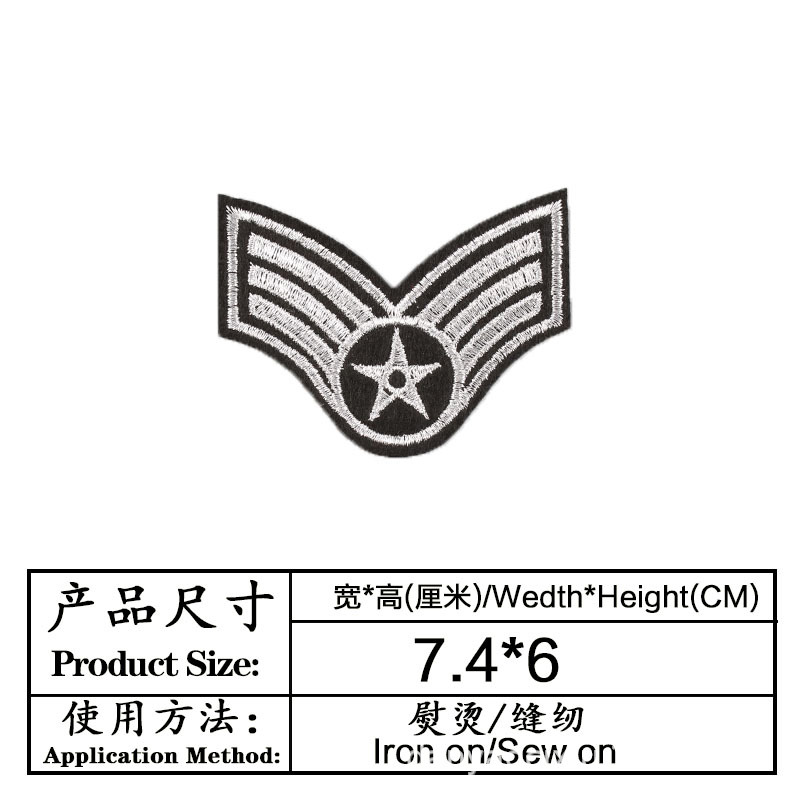 产品尺寸
Product Size:
宽*高(厘米)/Wedth*Height(CM)
7.4*6
使用方法:
Application Method:
熨烫/缝纫
Iron on/Sew on